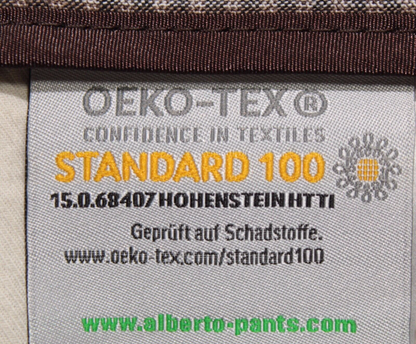 OEKO-TEX®
CONFIDENCE IN TEXTILES
STANDARD 100
15.0.68407 HOHENSTEIN HTTI
Geprüft auf Schadstoffe.
www.oeko-tex.com/standard100
www.alberto-pants.com